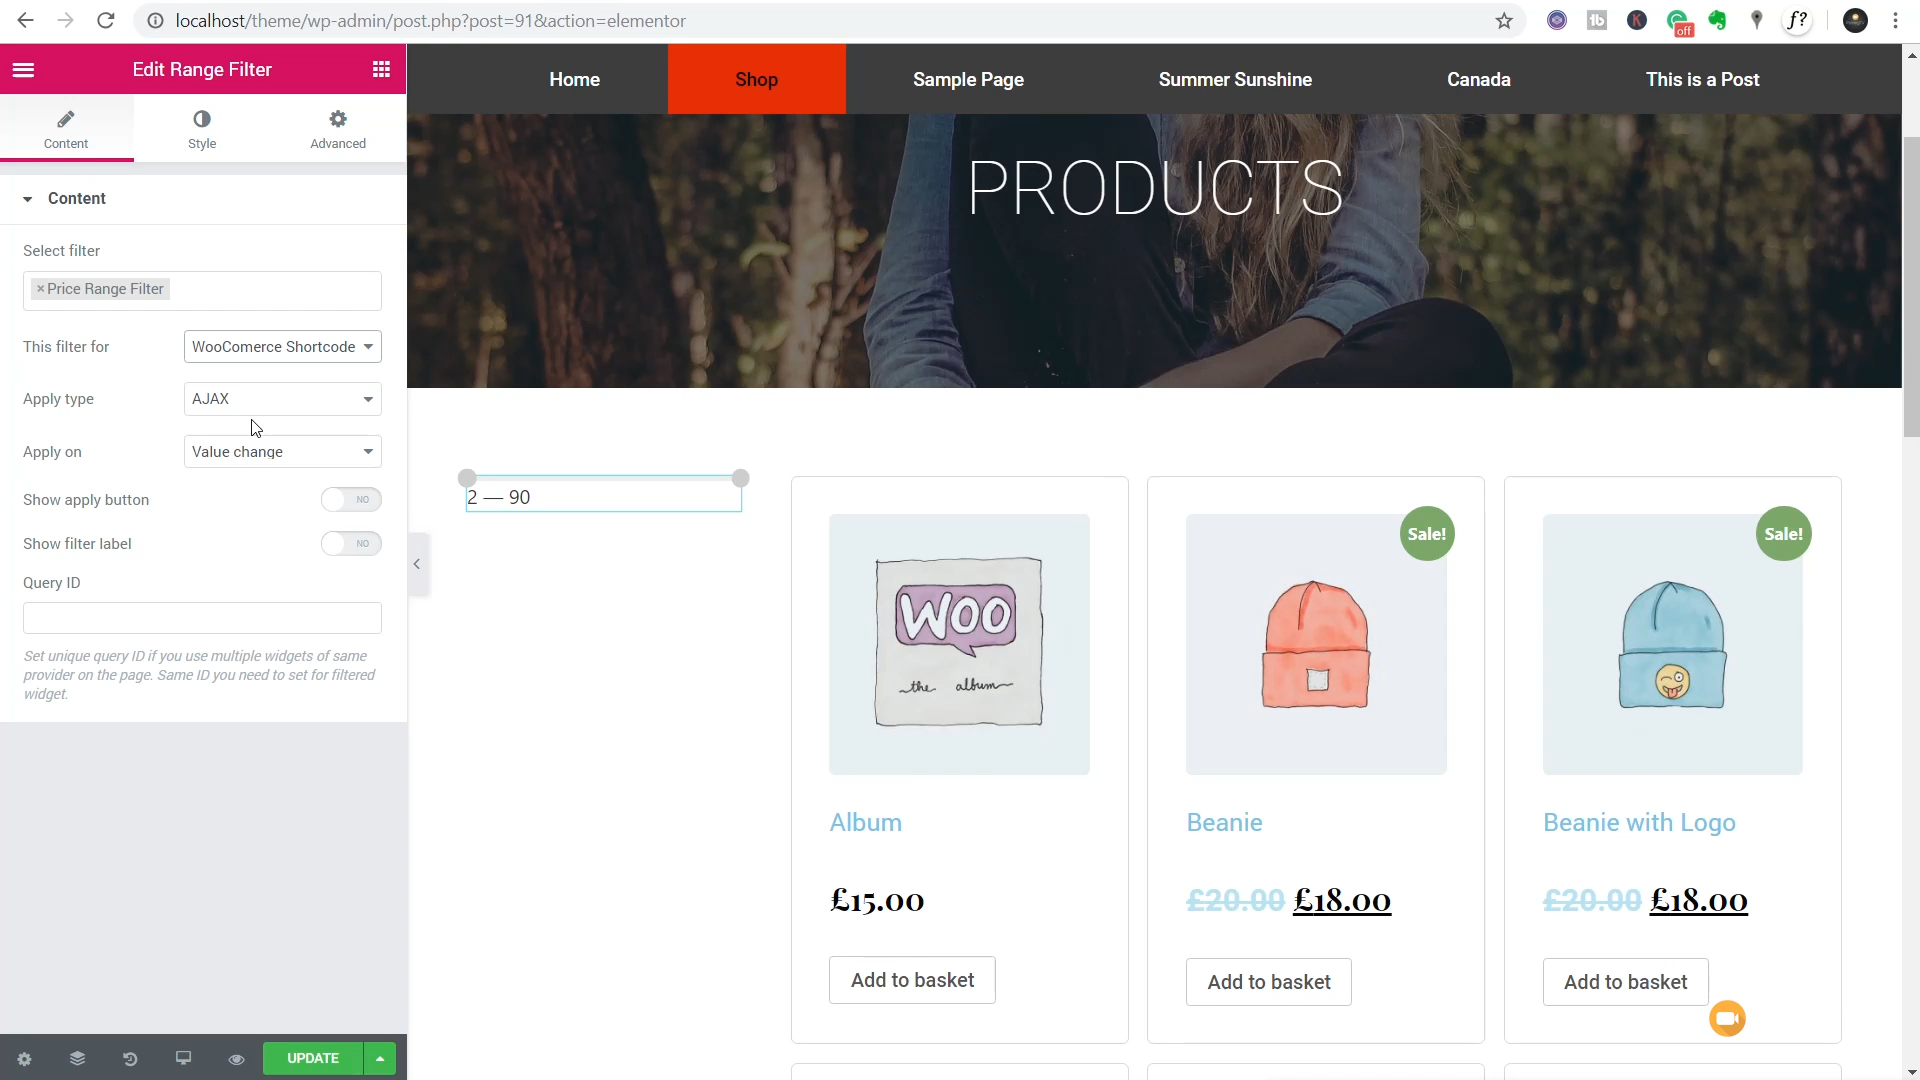 localhost/theme/wp-admin/post.php?post=91&action=elementor
off
f?
Edit Range Filter
Home
Shop
Sample Page
Summer Sunshine
Canada
This is a Post
Content
Style
Advanced
PRODUCTS
Content
Select filter
× Price Range Filter
This filter for
WooComerce Shortcode
Apply type
AJAX
Apply on
Value change
Show apply button
NO
Show filter label
NO
Query ID
Set unique query ID if you use multiple widgets of same
provider on the page. Same ID you need to set for filtered
widget.
2 — 90
Sale!
Sale!
WOO
the album
Album
Beanie
Beanie with Logo
£15.00
£20.00 £18.00
£20.00 £18.00
Add to basket
Add to basket
Add to basket
UPDATE